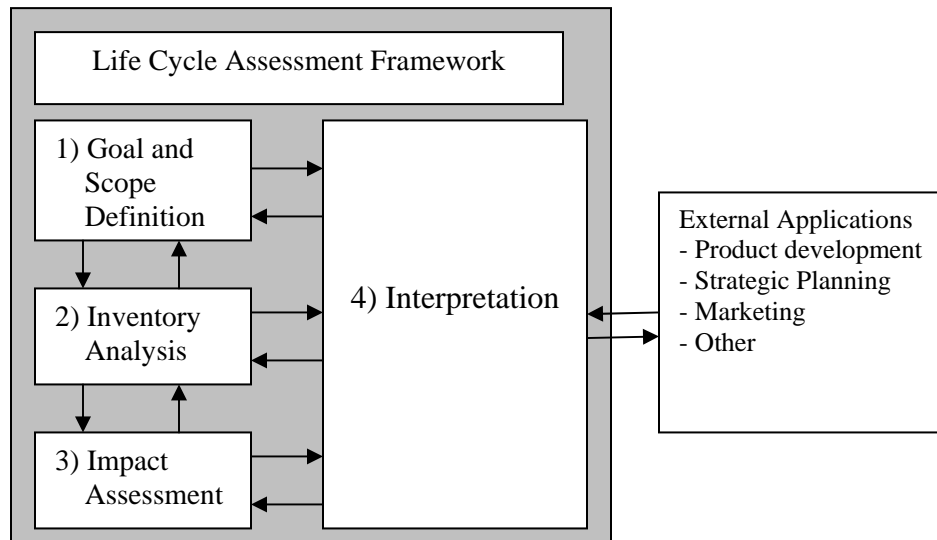 Life Cycle Assessment Framework
1) Goal and
Scope
Definition
2) Inventory
Analysis
3) Impact
Assessment
4) Interpretation
External Applications
- Product development
- Strategic Planning
- Marketing
- Other